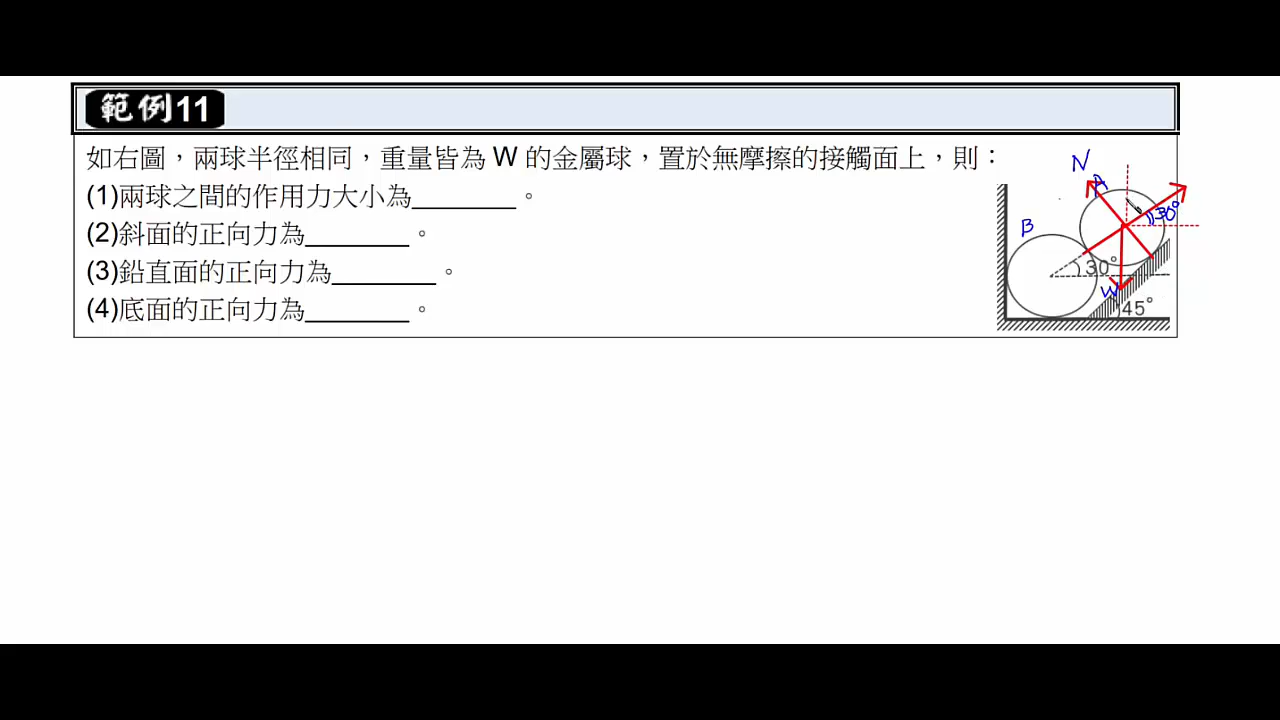 範例11
如右圖，兩球半徑相同，重量皆為 W 的金屬球，置於無摩擦的接觸面上，則：
(1)兩球之間的作用力大小為________。
(2)斜面的正向力為________。
(3)鉛直面的正向力為________。
(4)底面的正向力為________。
N
A
B
30°
30°
W
45°